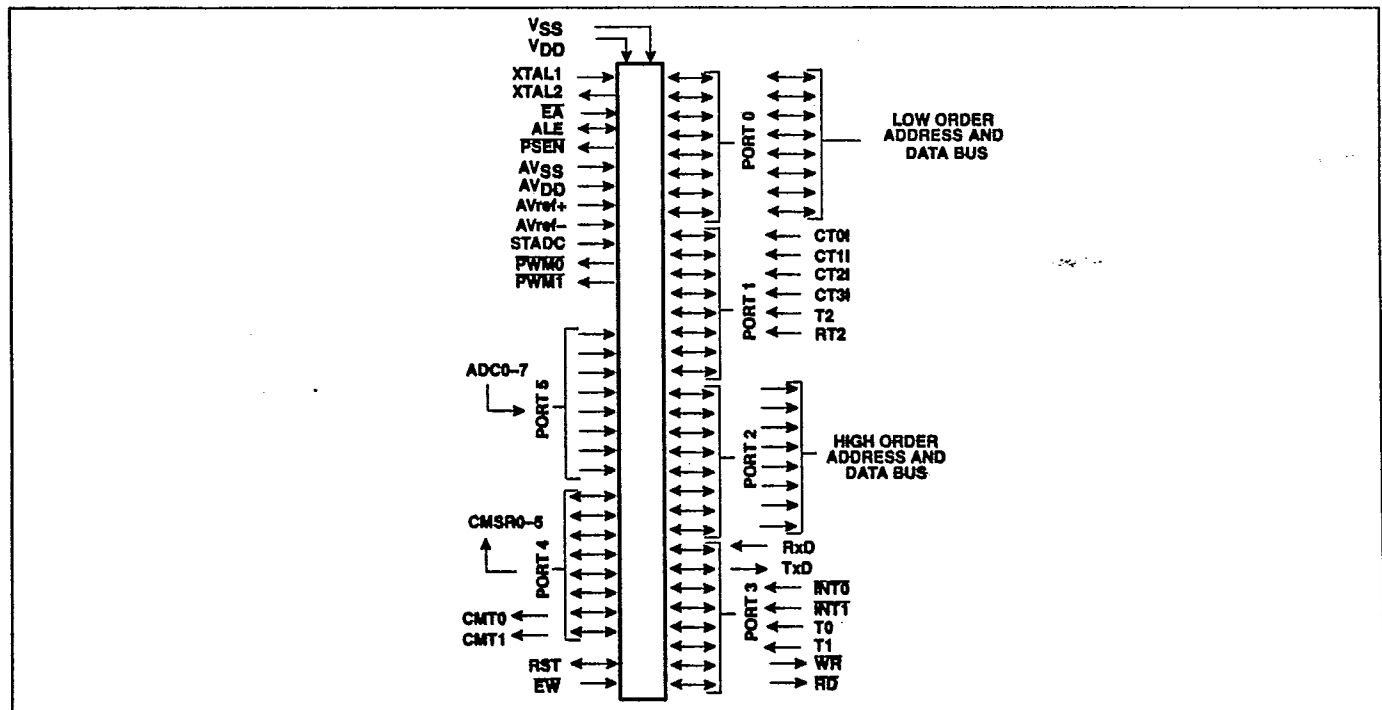 VSS
VDD
XTAL1
XTAL2
EA
ALE
PSEN
AVSS
AVDD
AVref+
AVref–
STADC
PWM0
PWM1
ADC0–7
PORT 5
CMSR0–5
PORT 4
CMT0
CMT1
RST
EW
PORT 0
LOW ORDER
ADDRESS AND
DATA BUS
PORT 1
CT0I
CT1I
CT2I
CT3I
T2
RT2
PORT 2
HIGH ORDER
ADDRESS AND
DATA BUS
PORT 3
RxD
TxD
INT0
INT1
T0
T1
WR
RD